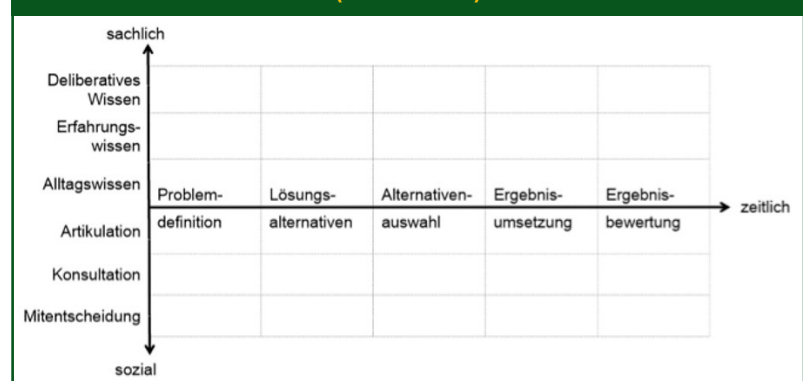 sachlich
Deliberatives
Wissen
Erfahrungs-
wissen
Alltagswissen
Problem-
Lösungs-
Alternativen-
Ergebnis-
Ergebnis-
zeitlich
definition
alternativen
auswahl
umsetzung
bewertung
Artikulation
Konsultation
Mitentscheidung
sozial